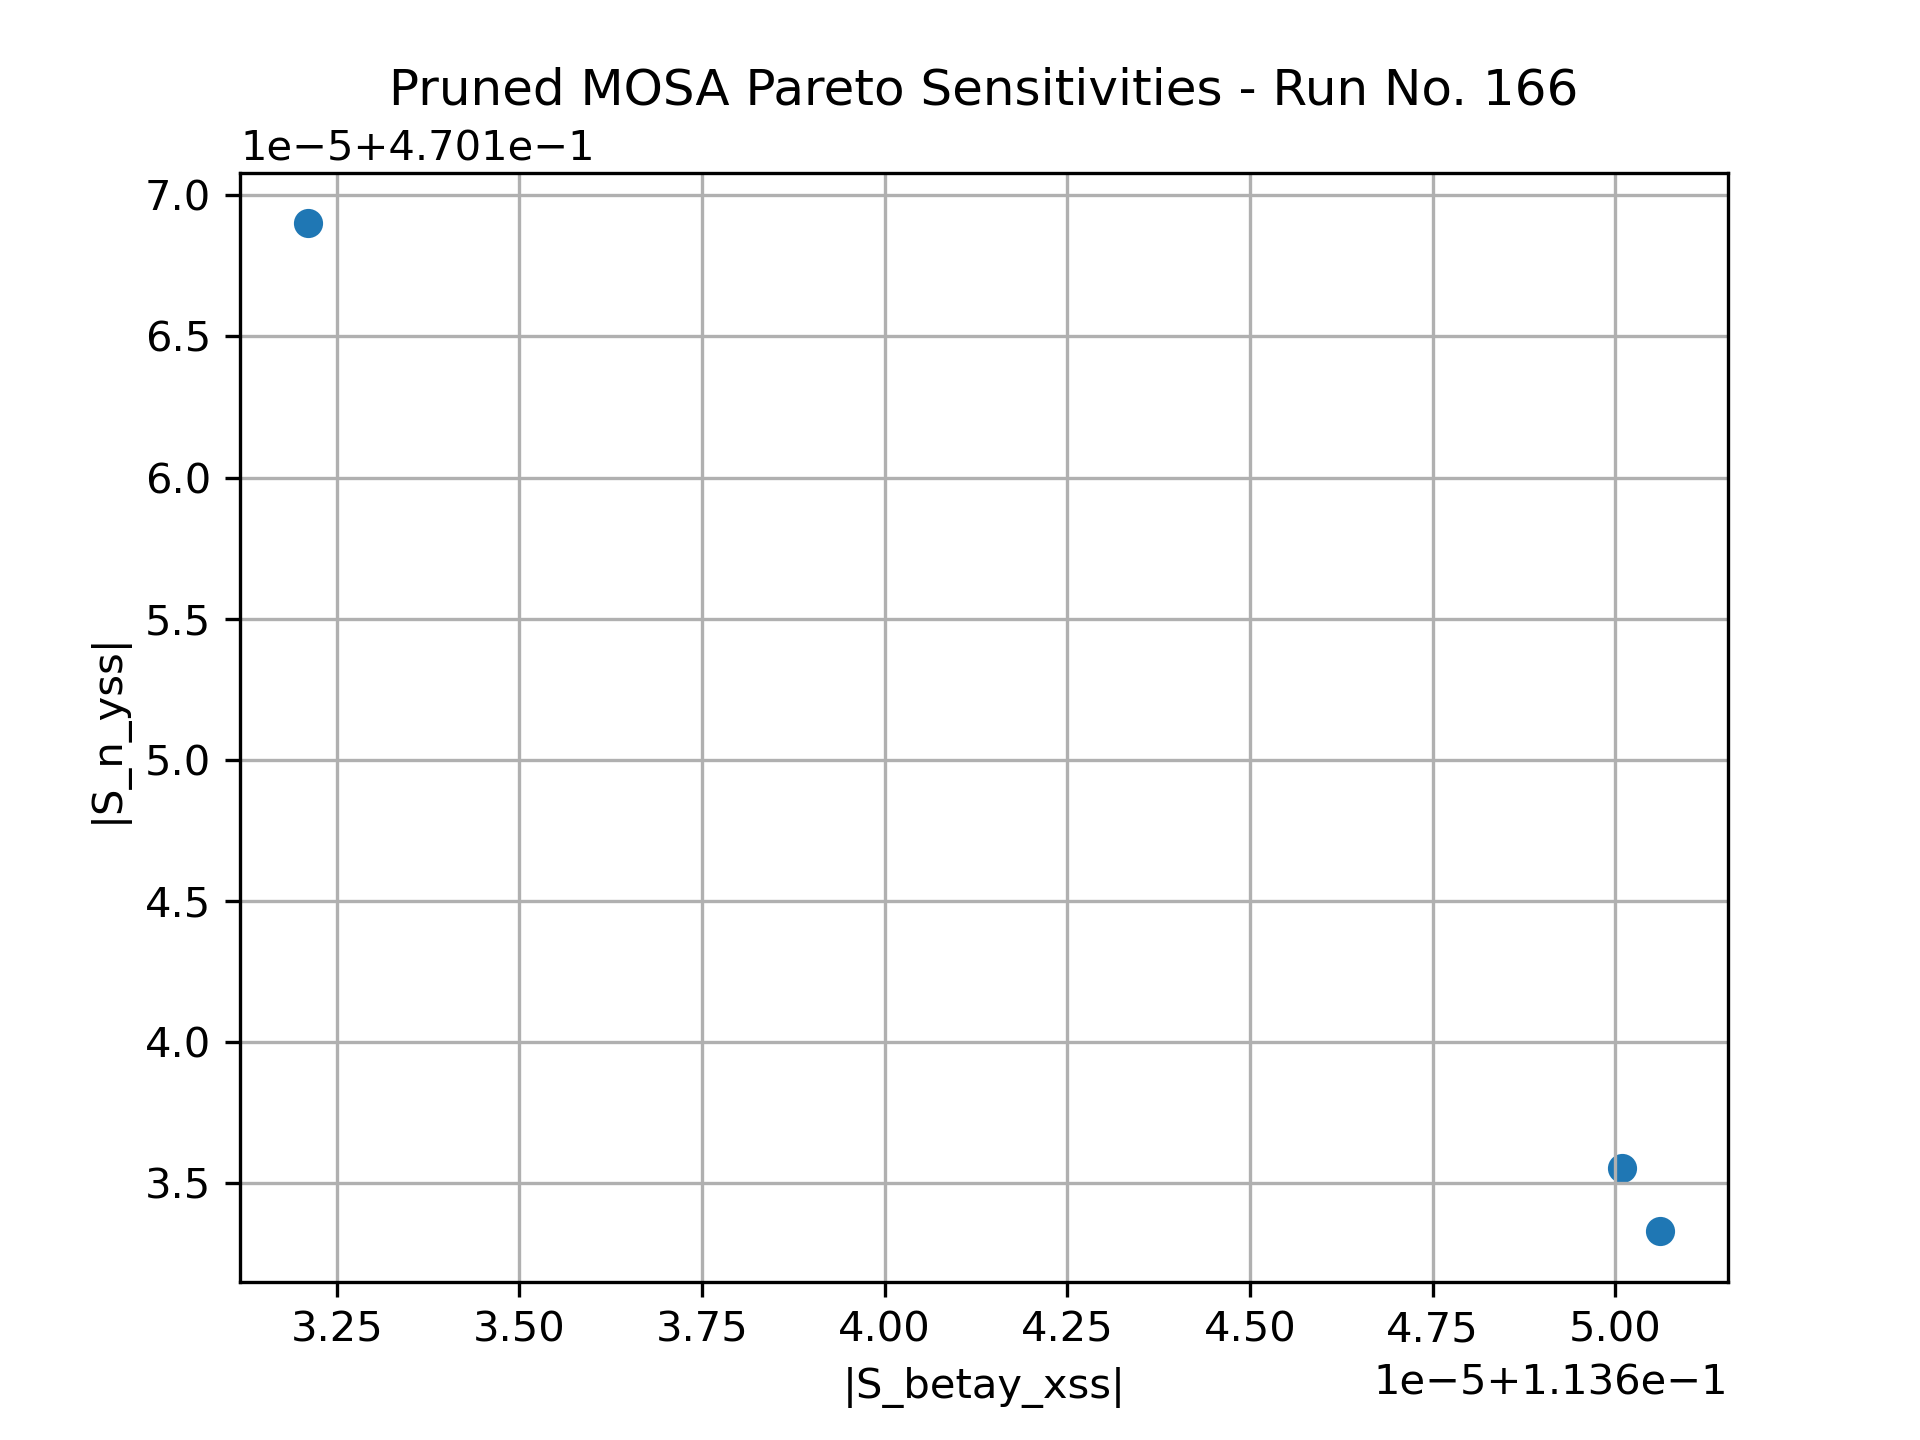 Pruned MOSA Pareto Sensitivities - Run No. 166
1e−5+4.701e−1
7.0
6.5
6.0
5.5
5.0
4.5
4.0
3.5
|S_n_yss|
3.25 3.50 3.75 4.00 4.25 4.50 4.75 5.00
|S_betay_xss|
1e−5+1.136e−1